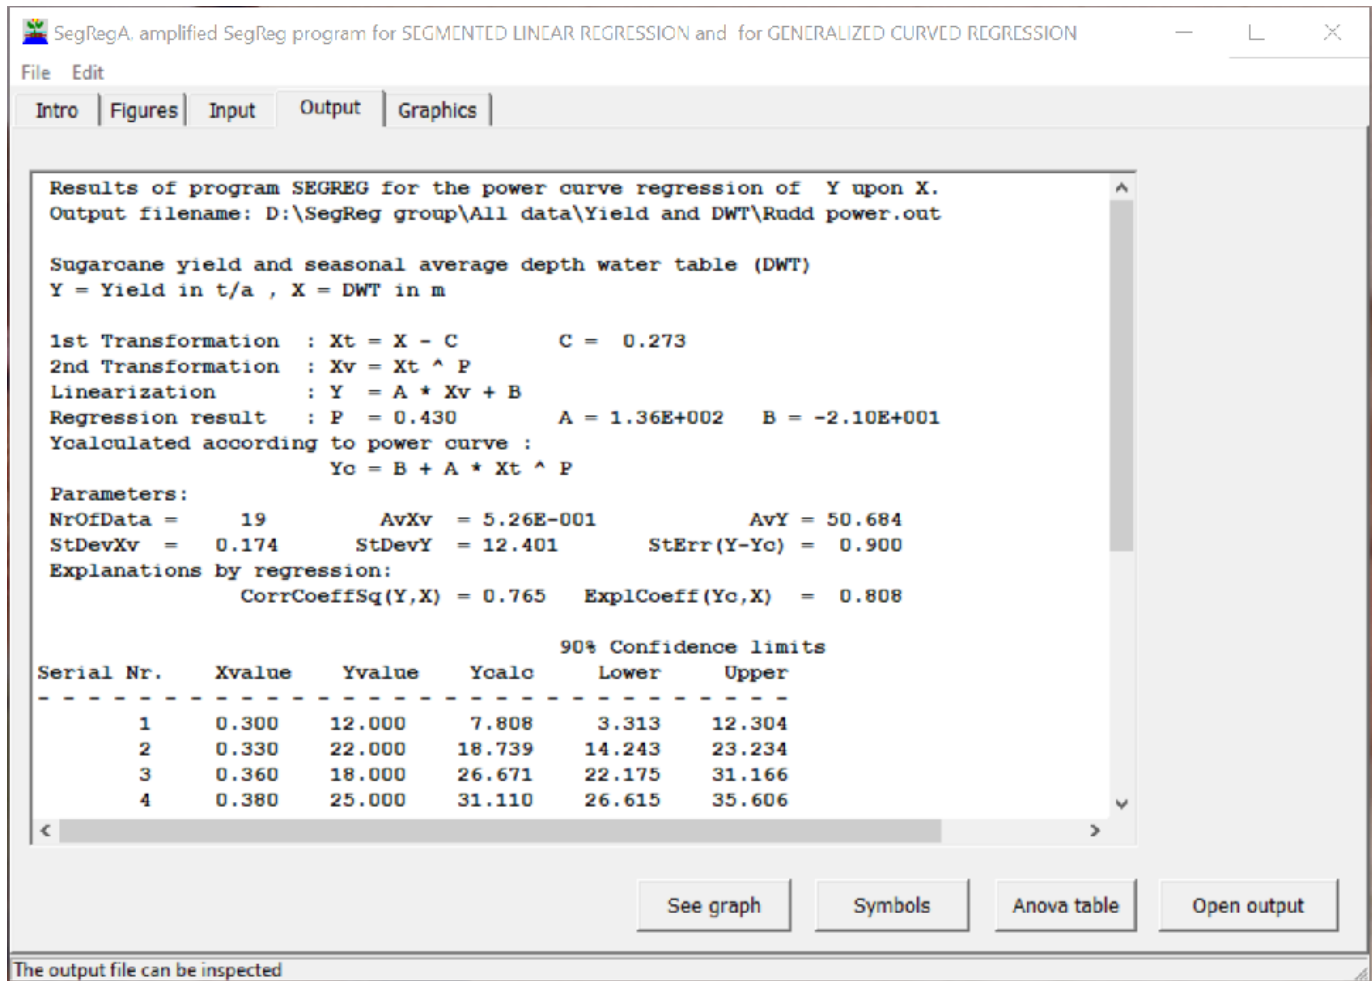 SegRegA, amplified SegReg program for SEGMENTED LINEAR REGRESSION and for GENERALIZED CURVED REGRESSION
File Edit
Intro Figures Input Output Graphics
Results of program SEGREG for the power curve regression of Y upon X.
Output filename: D:\SegReg group\All data\Yield and DWT\Rudd power.out
Sugarcane yield and seasonal average depth water table (DWT)
Y = Yield in t/a , X = DWT in m
1st Transformation : Xt = X - C C = 0.273
2nd Transformation : Xv = Xt ^ P
Linearization : Y = A * Xv + B
Regression result : P = 0.430 A = 1.36E+002 B = -2.10E+001
Ycalculated according to power curve :
Yc = B + A * Xt ^ P
Parameters:
NrOfData = 19 AvXv = 5.26E-001 AvY = 50.684
StDevXv = 0.174 StDevY = 12.401 StErr(Y-Yc) = 0.900
Explanations by regression:
CorrCoeffSq(Y,X) = 0.765 ExplCoeff(Yc,X) = 0.808
90% Confidence limits
Serial Nr. Xvalue Yvalue Ycalc Lower Upper
- - - - - - - - - - - - - - - - - - - - - - - - - - - - - -
1 0.300 12.000 7.808 3.313 12.304
2 0.330 22.000 18.739 14.243 23.234
3 0.360 18.000 26.671 22.175 31.166
4 0.380 25.000 31.110 26.615 35.606
See graph Symbols Anova table Open output
The output file can be inspected